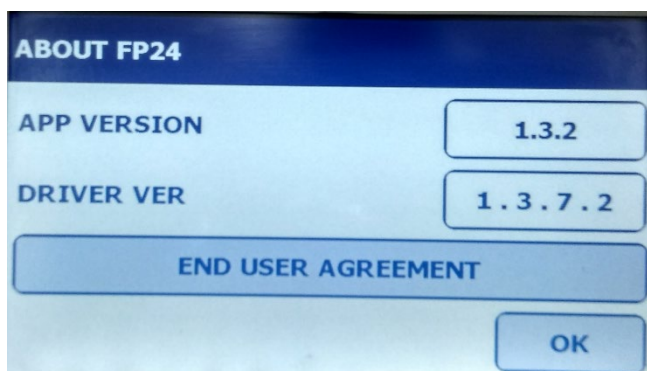 ABOUT FP24
APP VERSION 1.3.2
DRIVER VER 1.3.7.2
END USER AGREEMENT
OK